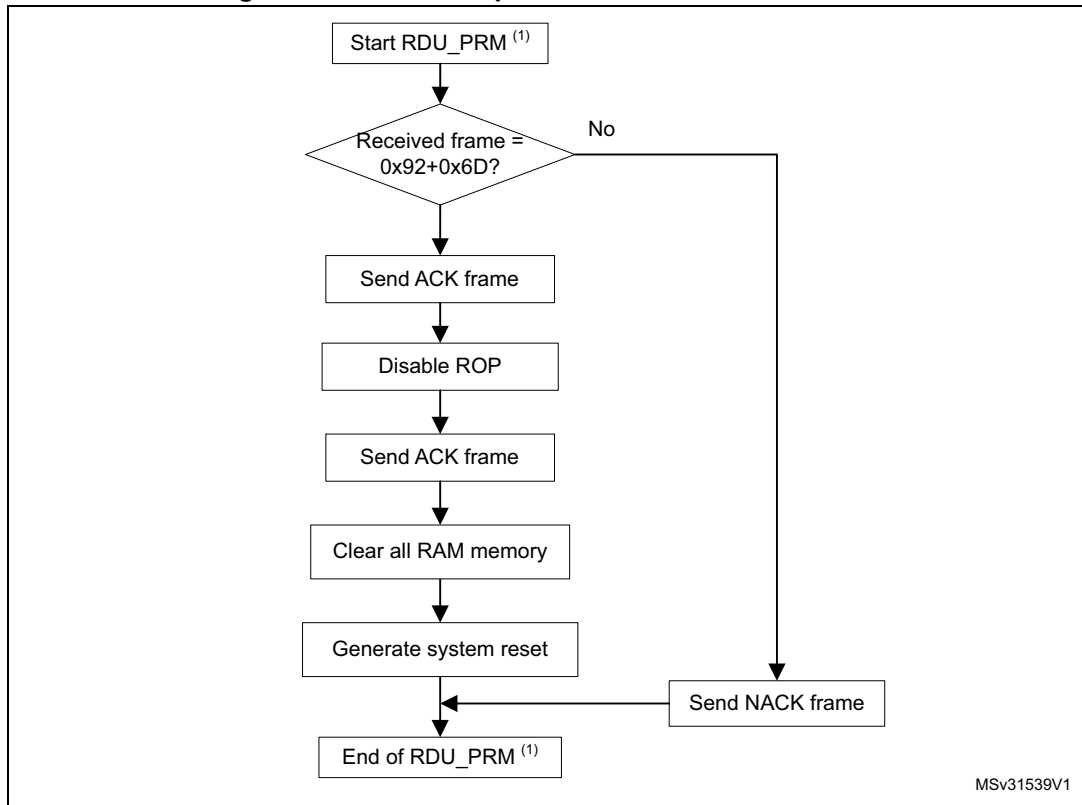 Start RDU_PRM (1)
Received frame =
0x92+0x6D?
No
Send ACK frame
Disable ROP
Send ACK frame
Clear all RAM memory
Generate system reset
Send NACK frame
End of RDU_PRM (1)
MSv31539V1